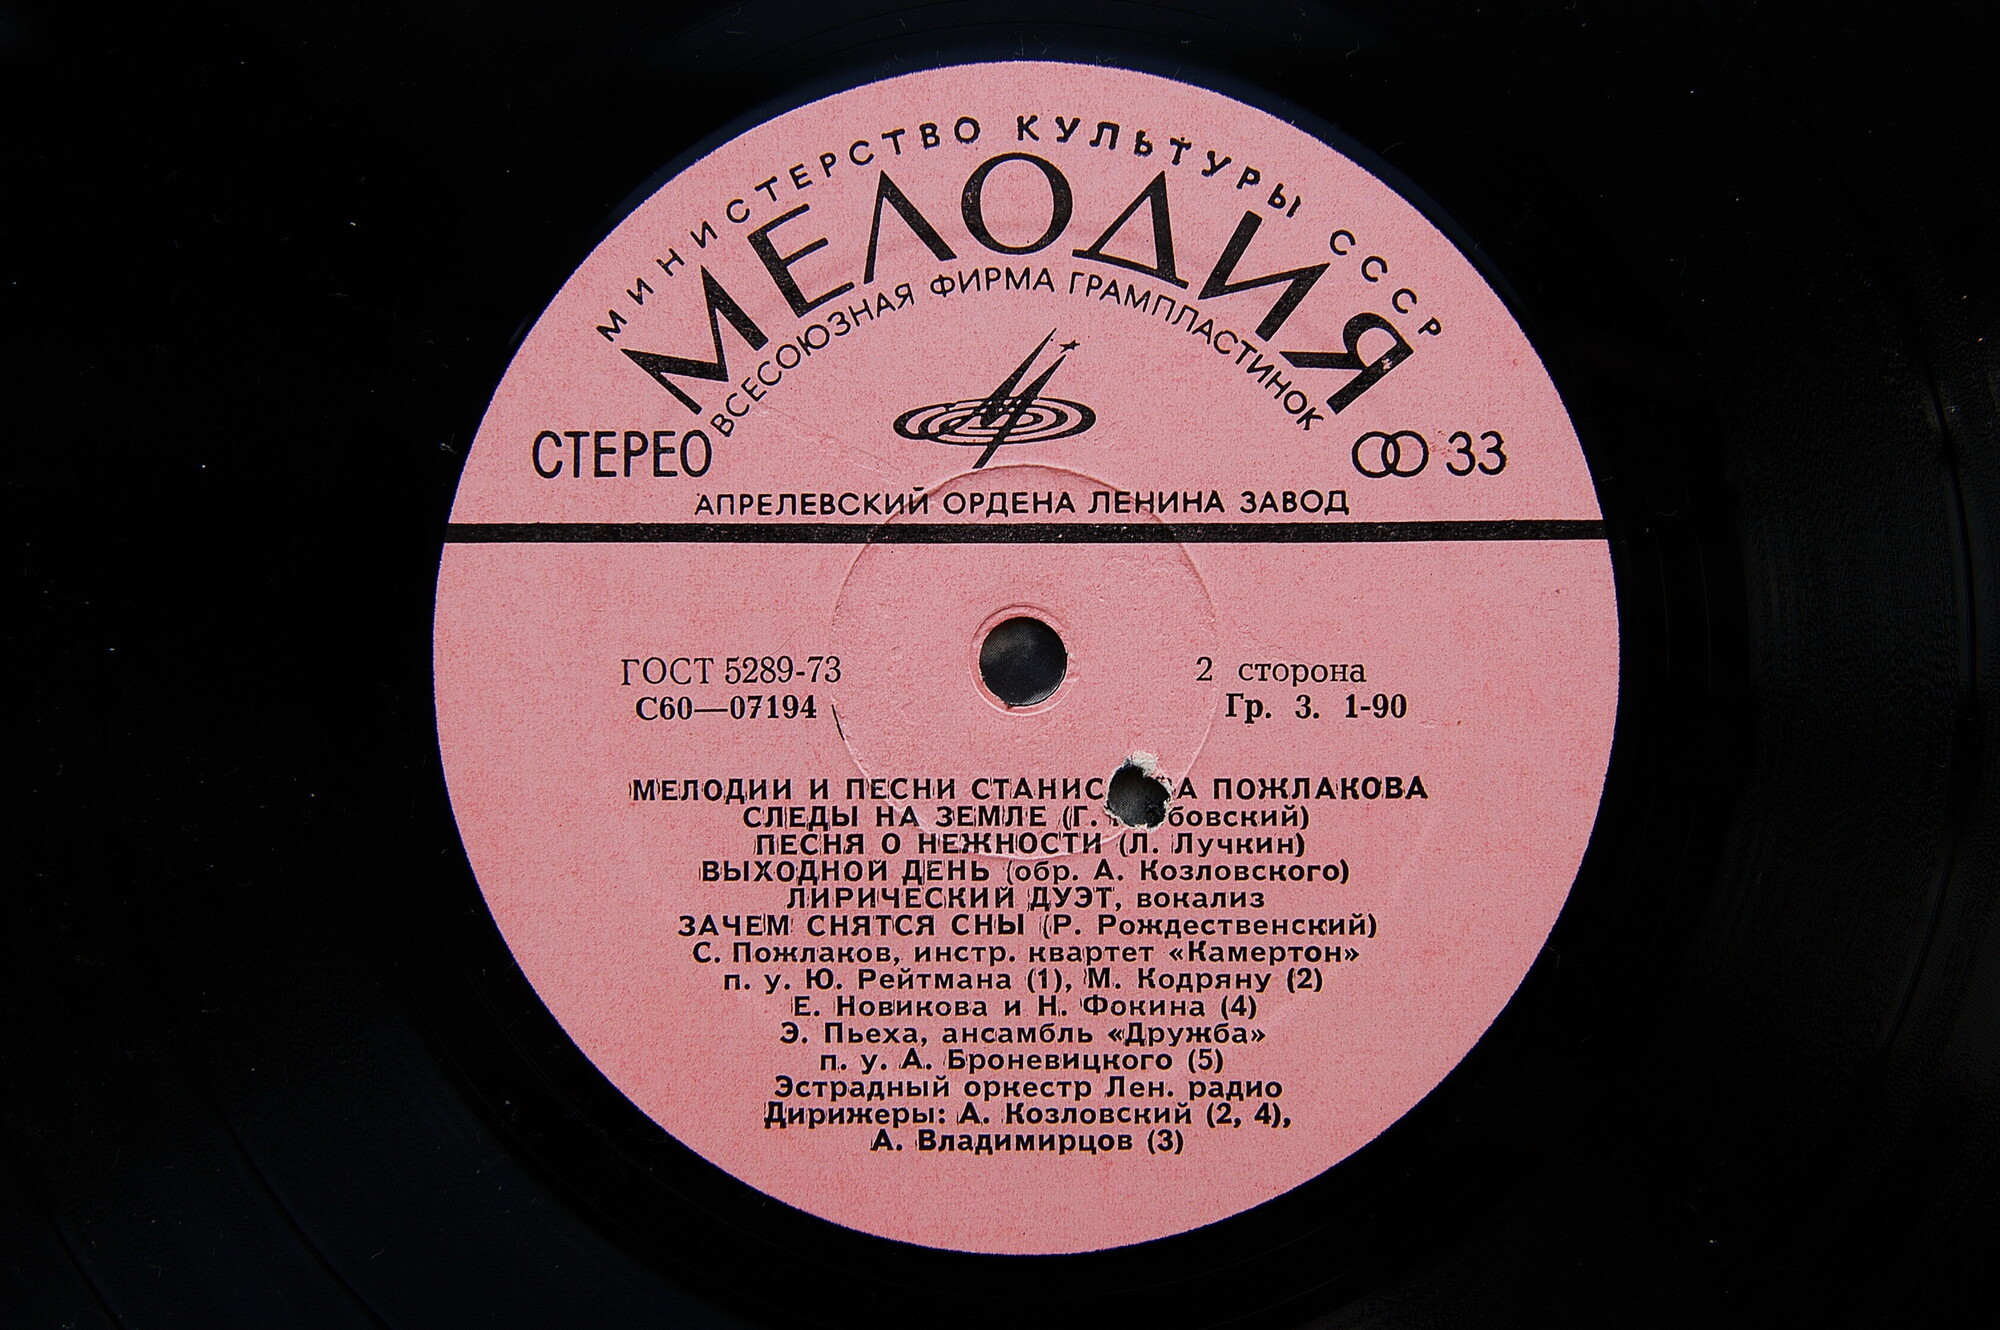 МИНИСТЕРСТВО КУЛЬТУРЫ СССР
МЕЛОДИЯ
ВСЕСОЮЗНАЯ ФИРМА ГРАМПЛАСТИНОК
СТЕРЕО
33
АПРЕЛЕВСКИЙ ОРДЕНА ЛЕНИНА ЗАВОД
ГОСТ 5289-73
2 сторона
С60—07194
Гр. 3. 1-90
МЕЛОДИИ И ПЕСНИ ПОЖЛАКОВА
СЛЕДЫ НА ЗЕМЛЕ (Г.
ПЕСНЯ О НЕЖНОСТИ (Л. Лучкин)
ВЫХОДНОЙ ДЕНЬ (обр. А. Козловского)
ЛИРИЧЕСКИЙ ДУЭТ, вокализ
ЗАЧЕМ СНЯТСЯ СНЫ (Р. Рождественский)
С. Пожлаков, инстр. квартет «Камертон»
п. у. Ю. Рейтмана (1), М. Кодряну (2)
Е. Новикова и Н. Фокина (4)
Э. Пьеха, ансамбль «Дружба»
п. у. А. Броневицкого (5)
Эстрадный оркестр Лен. радио
Дирижеры: А. Козловский (2, 4),
А. Владимирцов (3)